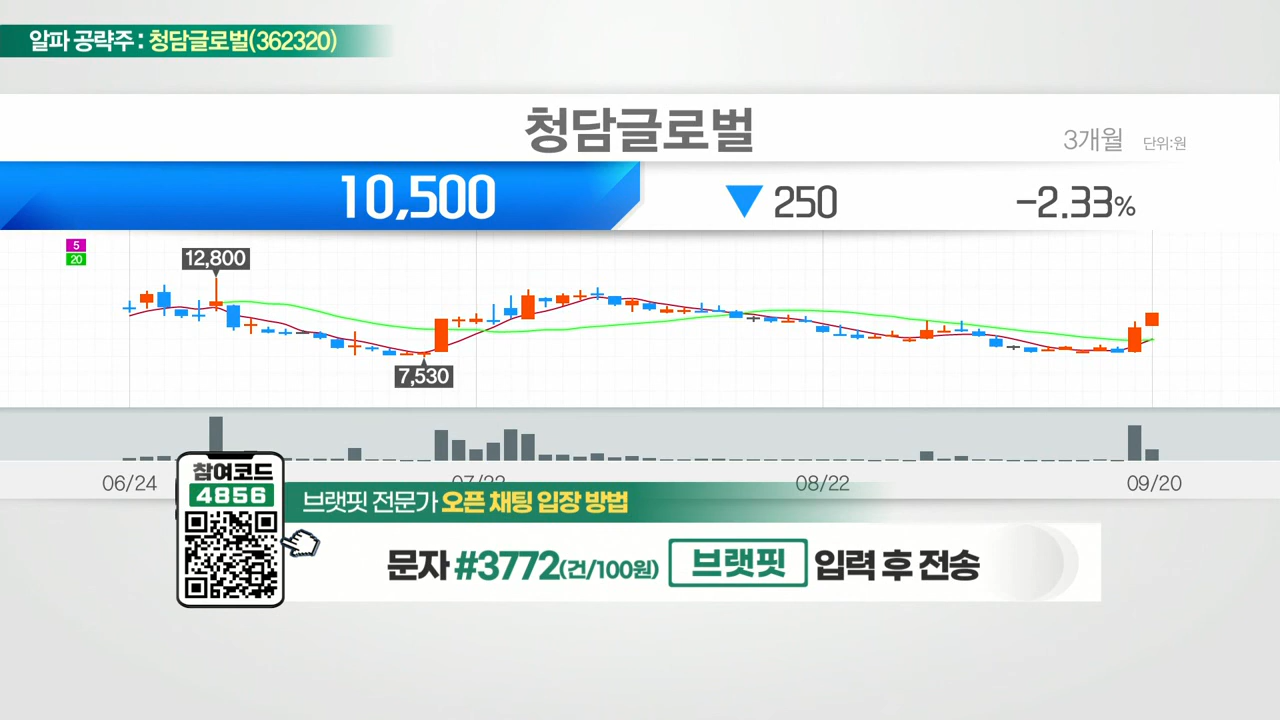 알파 공략주 : 청담글로벌(362320)
청담글로벌
3개월 단위:원
10,500 ▼ 250 -2.33%
5
20
12,800
7,530
06/24 07/22 08/22 09/20
참여코드
4856
브랫핏 전문가 오픈 채팅 입장 방법
문자 #3772(건/100원) 브랫핏 입력 후 전송